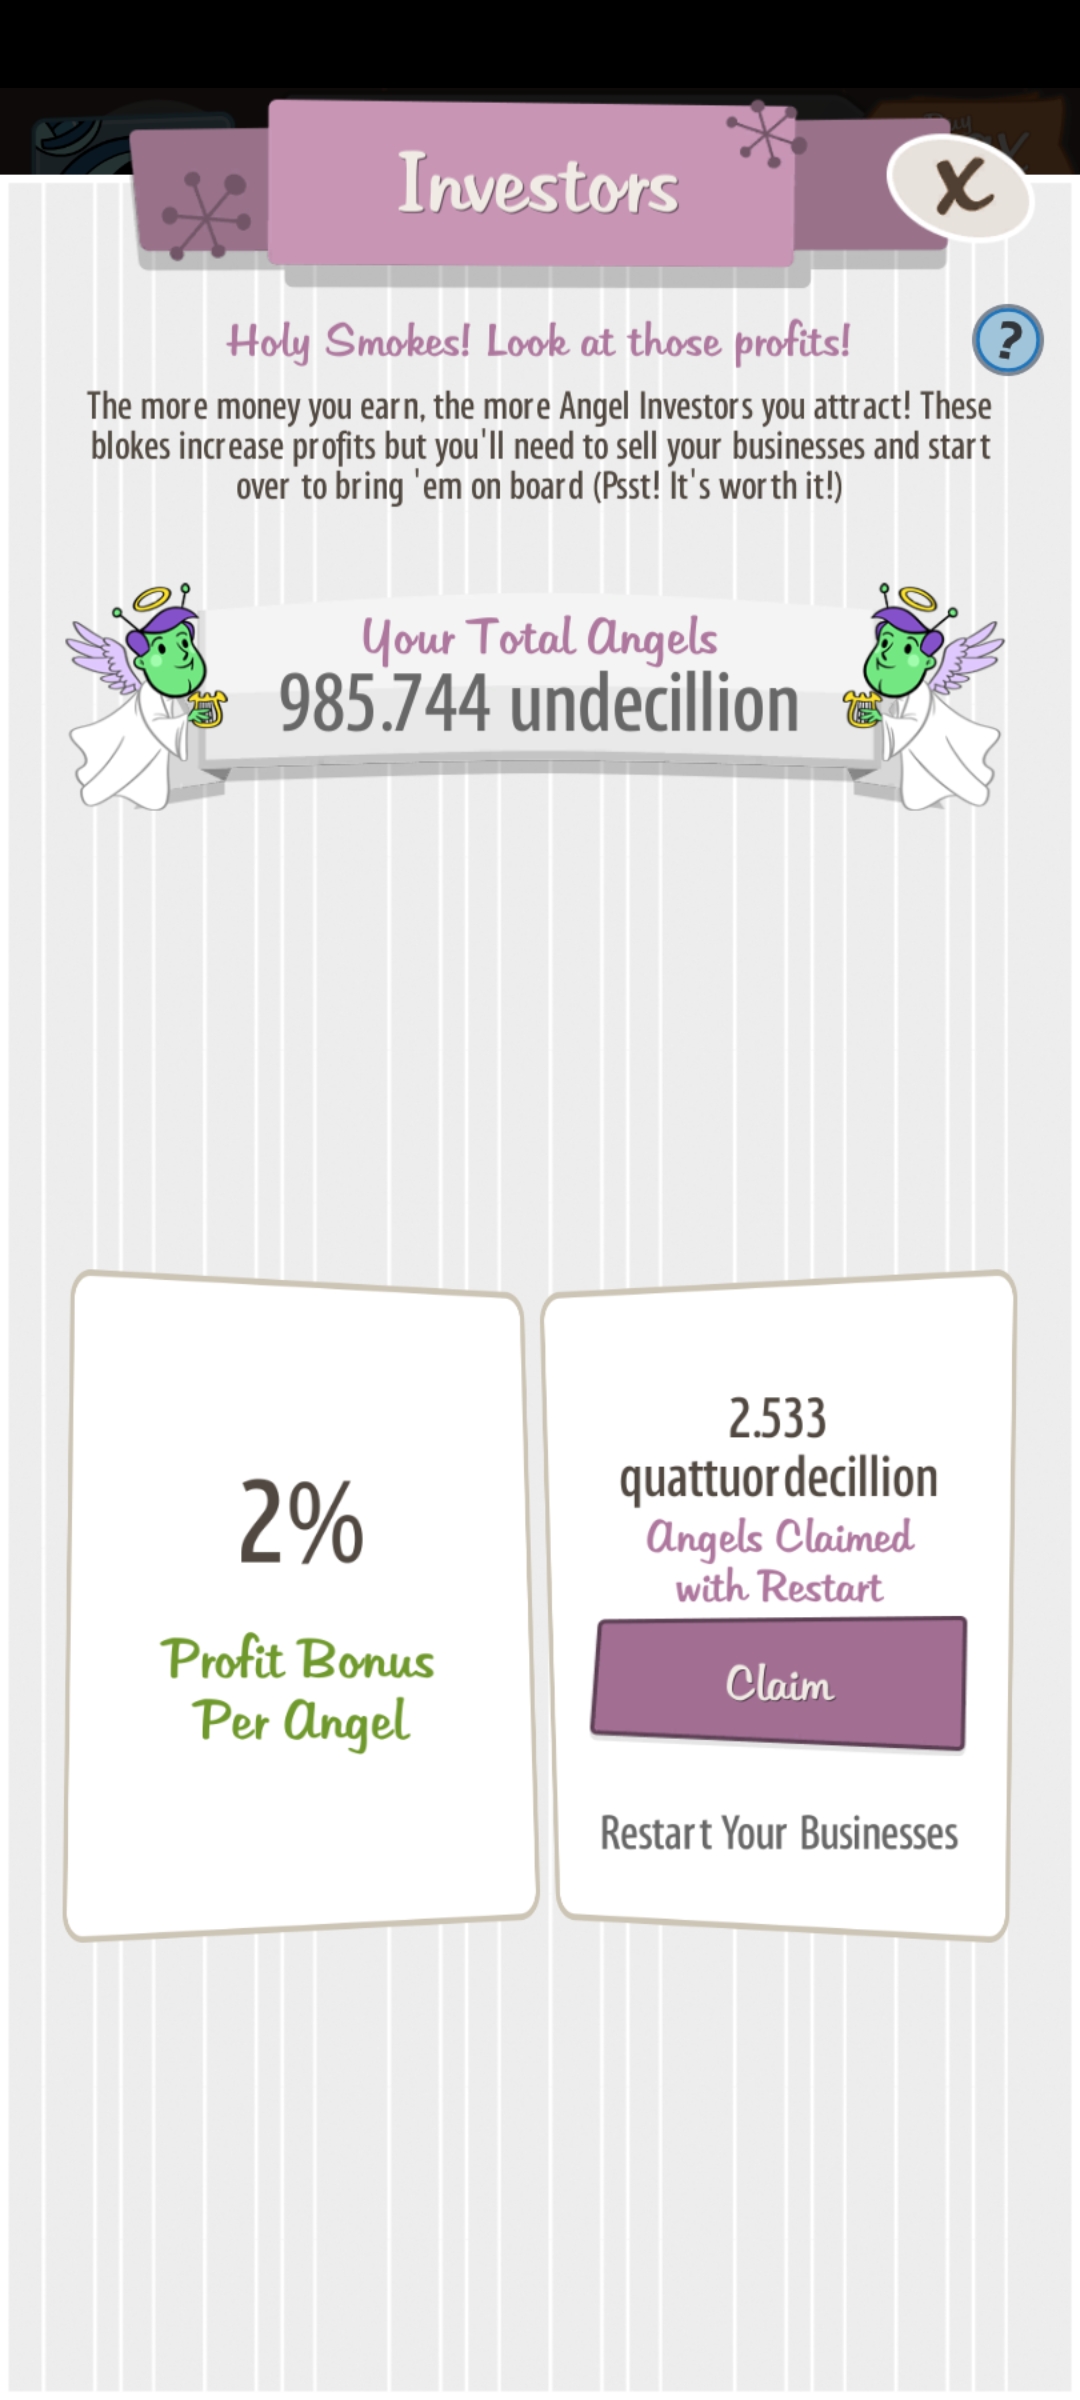 Investors
X
Holy Smokes! Look at those profits!
?
The more money you earn, the more Angel Investors you attract! These
blokes increase profits but you'll need to sell your businesses and start
over to bring 'em on board (Psst! It's worth it!)
Your Total Angels
985.744 undecillion
2%
Profit Bonus
Per Angel
2.533
quattuordecillion
Angels Claimed
with Restart
Claim
Restart Your Businesses